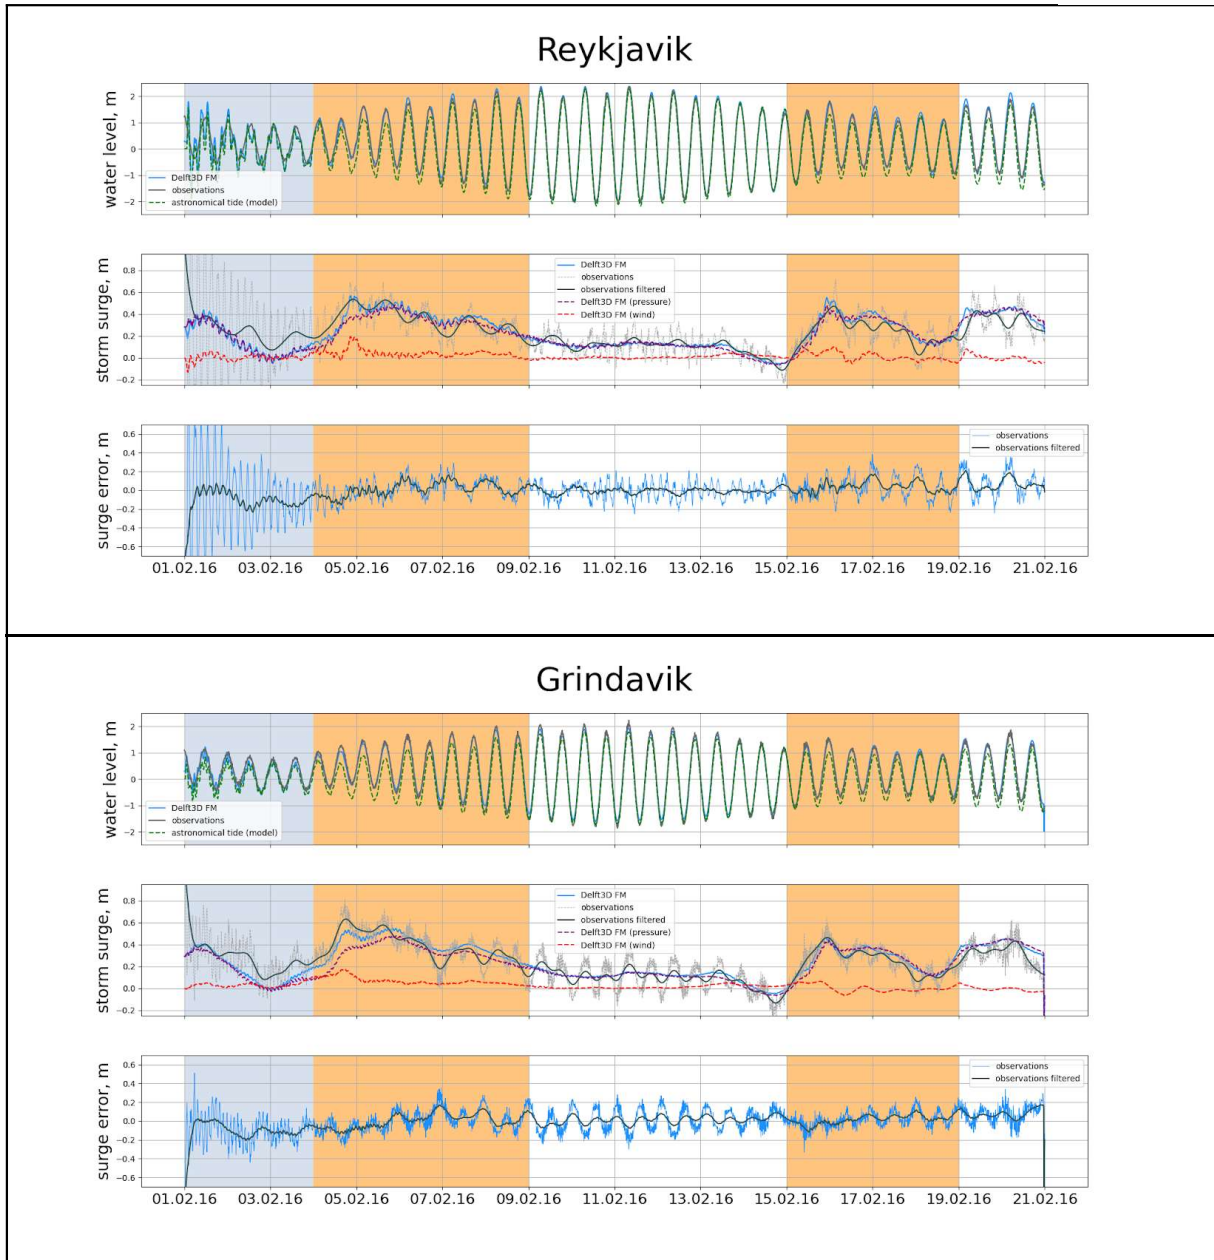 Reykjavik
water level, m
2
1
0
−1
−2
Delft3D FM
observations
astronomical tide (model)
storm surge, m
0.8
0.6
0.4
0.2
0.0
−0.2
Delft3D FM
observations
observations filtered
Delft3D FM (pressure)
Delft3D FM (wind)
surge error, m
0.6
0.4
0.2
0.0
−0.2
−0.4
−0.6
observations
observations filtered
01.02.16 03.02.16 05.02.16 07.02.16 09.02.16 11.02.16 13.02.16 15.02.16 17.02.16 19.02.16 21.02.16
Grindavik
water level, m
2
1
0
−1
−2
Delft3D FM
observations
astronomical tide (model)
storm surge, m
0.8
0.6
0.4
0.2
0.0
−0.2
Delft3D FM
observations
observations filtered
Delft3D FM (pressure)
Delft3D FM (wind)
surge error, m
0.6
0.4
0.2
0.0
−0.2
−0.4
−0.6
observations
observations filtered
01.02.16 03.02.16 05.02.16 07.02.16 09.02.16 11.02.16 13.02.16 15.02.16 17.02.16 19.02.16 21.02.16